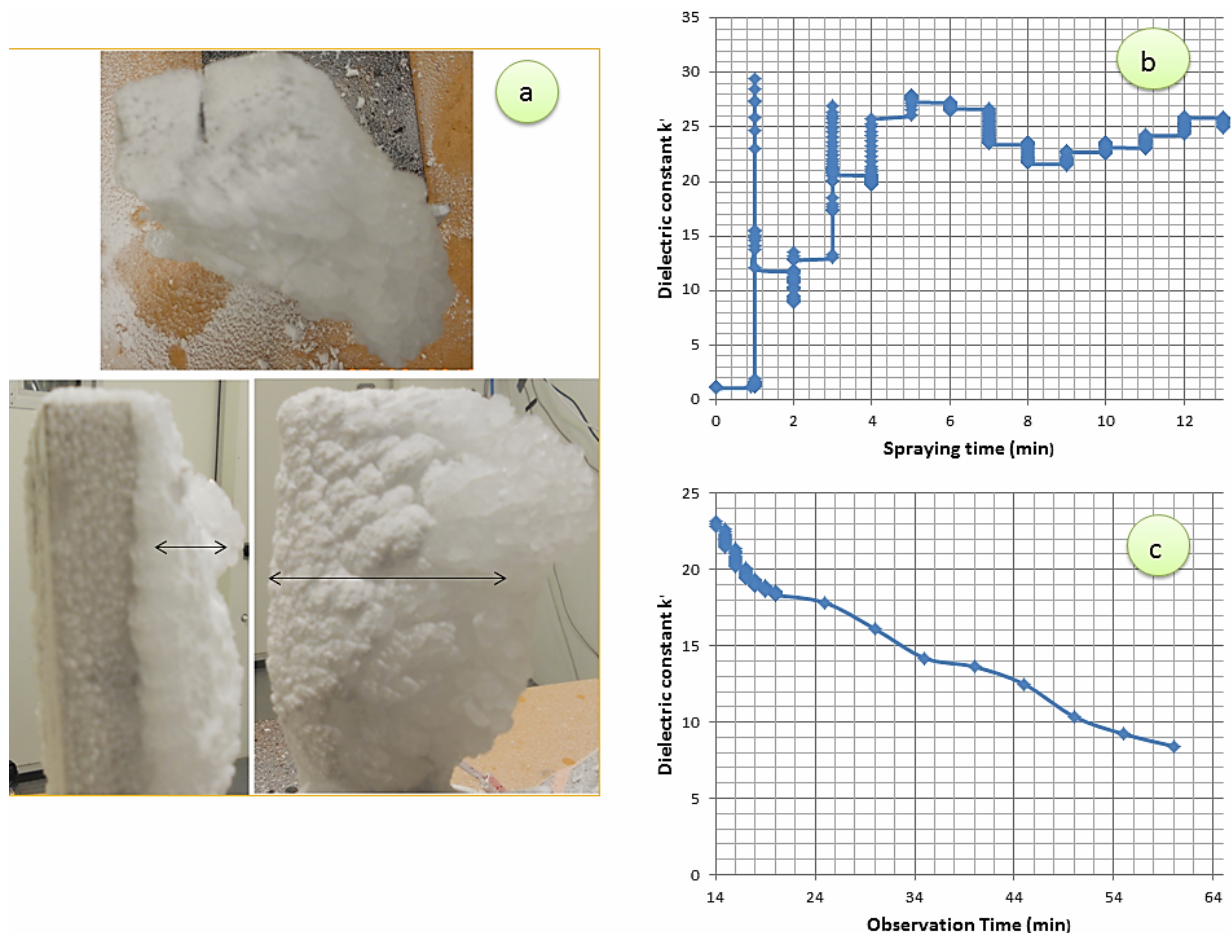 a
b
35
30
25
20
15
10
5
0
Dielectric constant k'
0 2 4 6 8 10 12
Spraying time (min)
c
25
20
15
10
5
0
Dielectric constant k'
14 24 34 44 54 64
Observation Time (min)